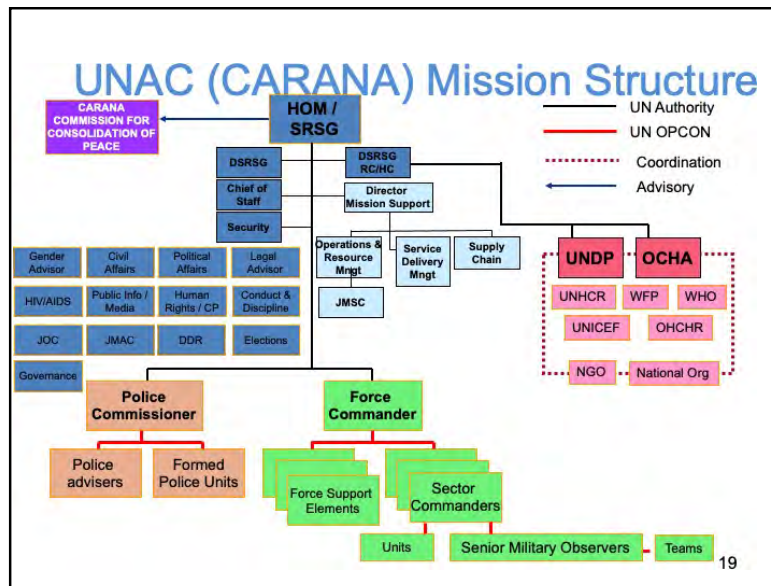 UNAC (CARANA) Mission Structure
CARANA
COMMISSION FOR
CONSOLIDATION OF
PEACE
HOM /
SRSG
UN Authority
UN OPCON
Coordination
Advisory
DSRSG
DSRSG
RC/HC
Chief of
Staff
Director
Mission Support
Security
Operations &
Resource
Mngt
Service
Delivery
Mngt
Supply
Chain
JMSC
UNDP
OCHA
UNHCR
WFP
WHO
UNICEF
OHCHR
NGO
National Org
Gender
Advisor
Civil
Affairs
Political
Affairs
Legal
Advisor
HIV/AIDS
Public Info /
Media
Human
Rights / CP
Conduct &
Discipline
JOC
JMAC
DDR
Elections
Governance
Police
Commissioner
Force
Commander
Police
advisers
Formed
Police Units
Force Support
Elements
Sector
Commanders
Units
Senior Military Observers
Teams
19